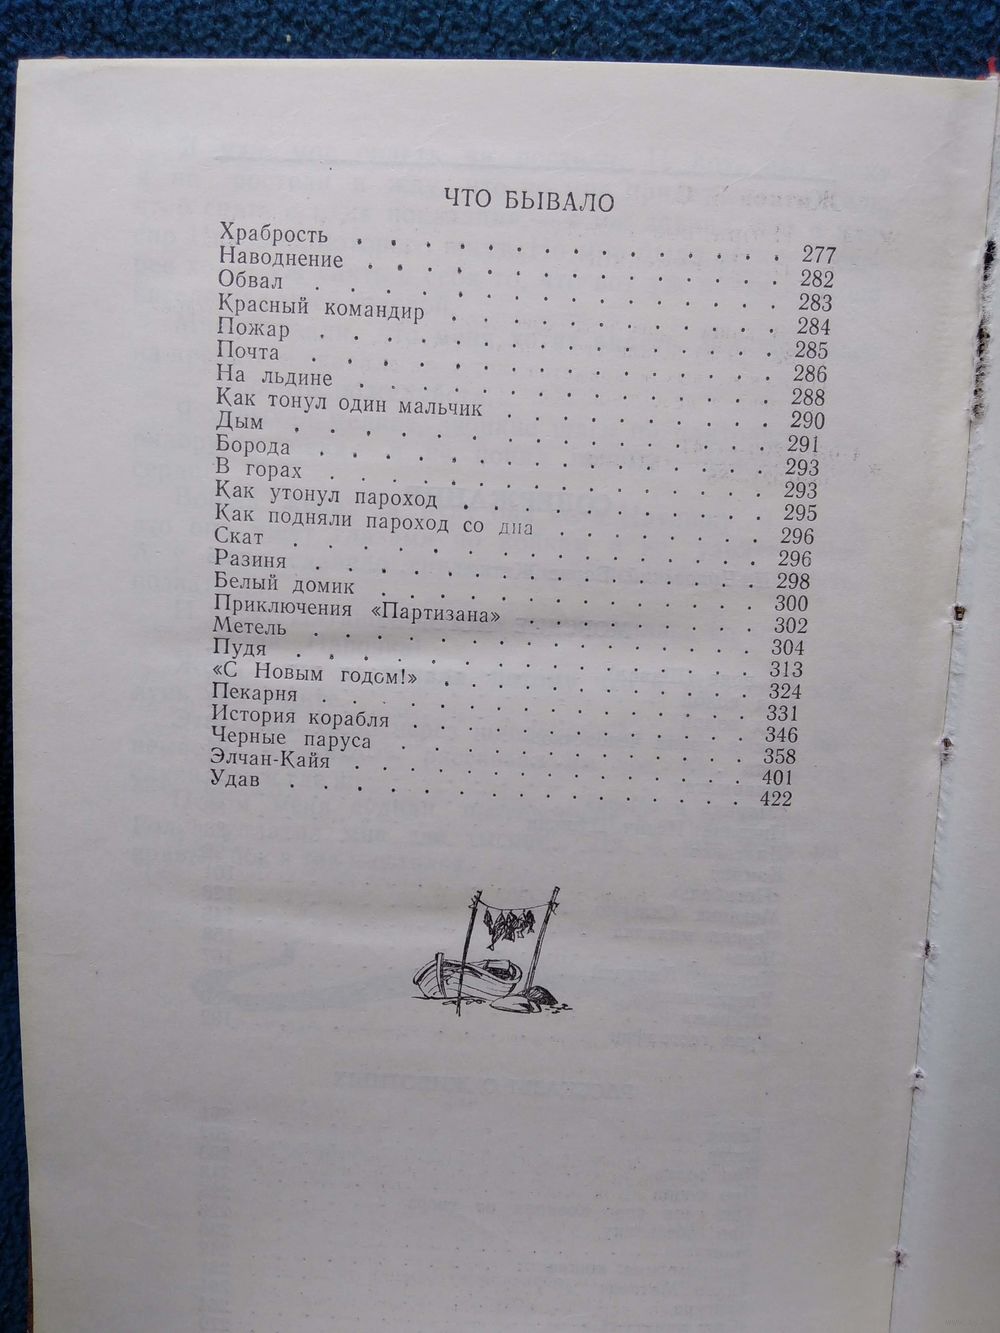 ЧТО БЫВАЛО
Храбрость . . . . . . . . . . . . . . . 277
Наводнение . . . . . . . . . . . . . . . 282
Обвал . . . . . . . . . . . . . . . 283
Красный командир . . . . . . . . . . . . 284
Пожар . . . . . . . . . . . . . . . 285
Почта . . . . . . . . . . . . . . . 286
На льдине . . . . . . . . . . . . . . . 288
Как тонул один мальчик . . . . . . . . . . 290
Дым . . . . . . . . . . . . . . . 291
Борода . . . . . . . . . . . . . . . 293
В горах . . . . . . . . . . . . . . . 293
Как утонул пароход . . . . . . . . . . . 295
Как подняли пароход со дна . . . . . . . . 296
Скат . . . . . . . . . . . . . . . 296
Разиня . . . . . . . . . . . . . . . 298
Белый домик . . . . . . . . . . . . . . 300
Приключения «Партизана» . . . . . . . . . 302
Метель . . . . . . . . . . . . . . . 304
Пудя . . . . . . . . . . . . . . . 313
«С Новым годом!» . . . . . . . . . . . . 324
Пекарня . . . . . . . . . . . . . . . 331
История корабля . . . . . . . . . . . . 346
Черные паруса . . . . . . . . . . . . . 358
Элчан-Кайя . . . . . . . . . . . . . . 401
Удав . . . . . . . . . . . . . . . 422